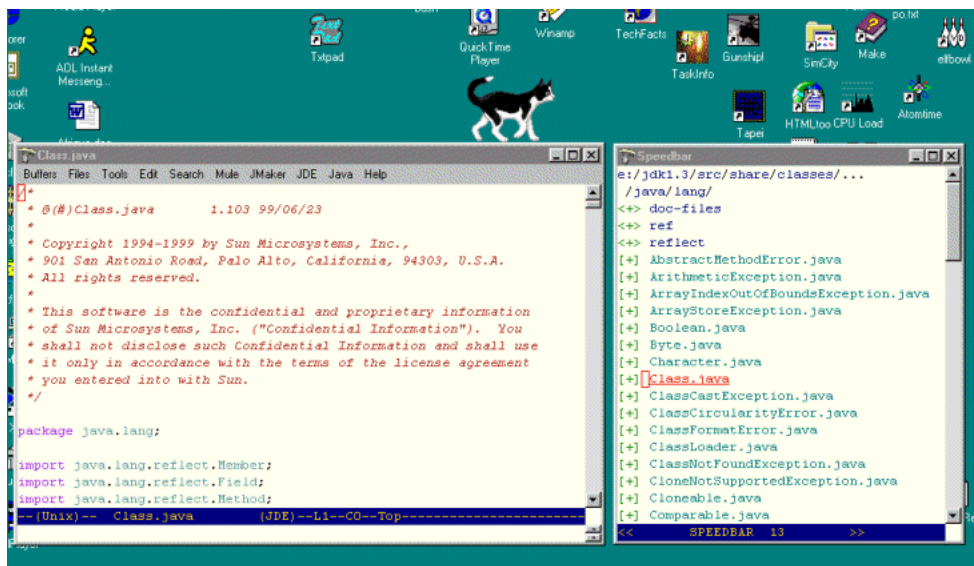 AOL Instant
Messeng...
Txtpad
QuickTime
Player
Winamp
TechFacts
TaskInfo
Gunship!
SimCity
Make
po.txt
elfbowl
Tapei
HTMLtoo
CPU Load
Atomtime
Class.java
Buffers Files Tools Edit Search Mule JMaker JDE Java Help
/*
* @(#)Class.java 1.103 99/06/23
*
* Copyright 1994-1999 by Sun Microsystems, Inc.,
* 901 San Antonio Road, Palo Alto, California, 94303, U.S.A.
* All rights reserved.
*
* This software is the confidential and proprietary information
* of Sun Microsystems, Inc. ("Confidential Information"). You
* shall not disclose such Confidential Information and shall use
* it only in accordance with the terms of the license agreement
* you entered into with Sun.
*/
package java.lang;
import java.lang.reflect.Member;
import java.lang.reflect.Field;
import java.lang.reflect.Method;
--(Unix)-- Class.java (JDE)--L1--C0--Top------------------------
Speedbar
e:/jdk1.3/src/share/classes/...
/java/lang/
<+> doc-files
<+> ref
<+> reflect
[+] AbstractMethodError.java
[+] ArithmeticException.java
[+] ArrayIndexOutOfBoundsException.java
[+] ArrayStoreException.java
[+] Boolean.java
[+] Byte.java
[+] Character.java
[+] Class.java
[+] ClassCastException.java
[+] ClassCircularityError.java
[+] ClassFormatError.java
[+] ClassLoader.java
[+] ClassNotFoundException.java
[+] CloneNotSupportedException.java
[+] Cloneable.java
[+] Comparable.java
<< SPEEDBAR 13 >>